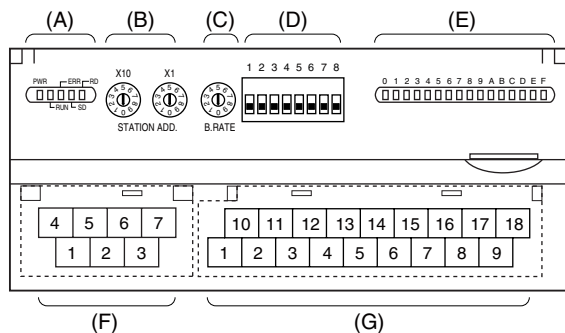 (A) (B) (C) (D) (E)
X10 X1 1 2 3 4 5 6 7 8
PWR ERR RD 0 1 2 3 4 5 6 7 8 9 A B C D E F
RUN SD
STATION ADD. B.RATE
4 5 6 7 10 11 12 13 14 15 16 17 18
1 2 3 1 2 3 4 5 6 7 8 9
(F) (G)